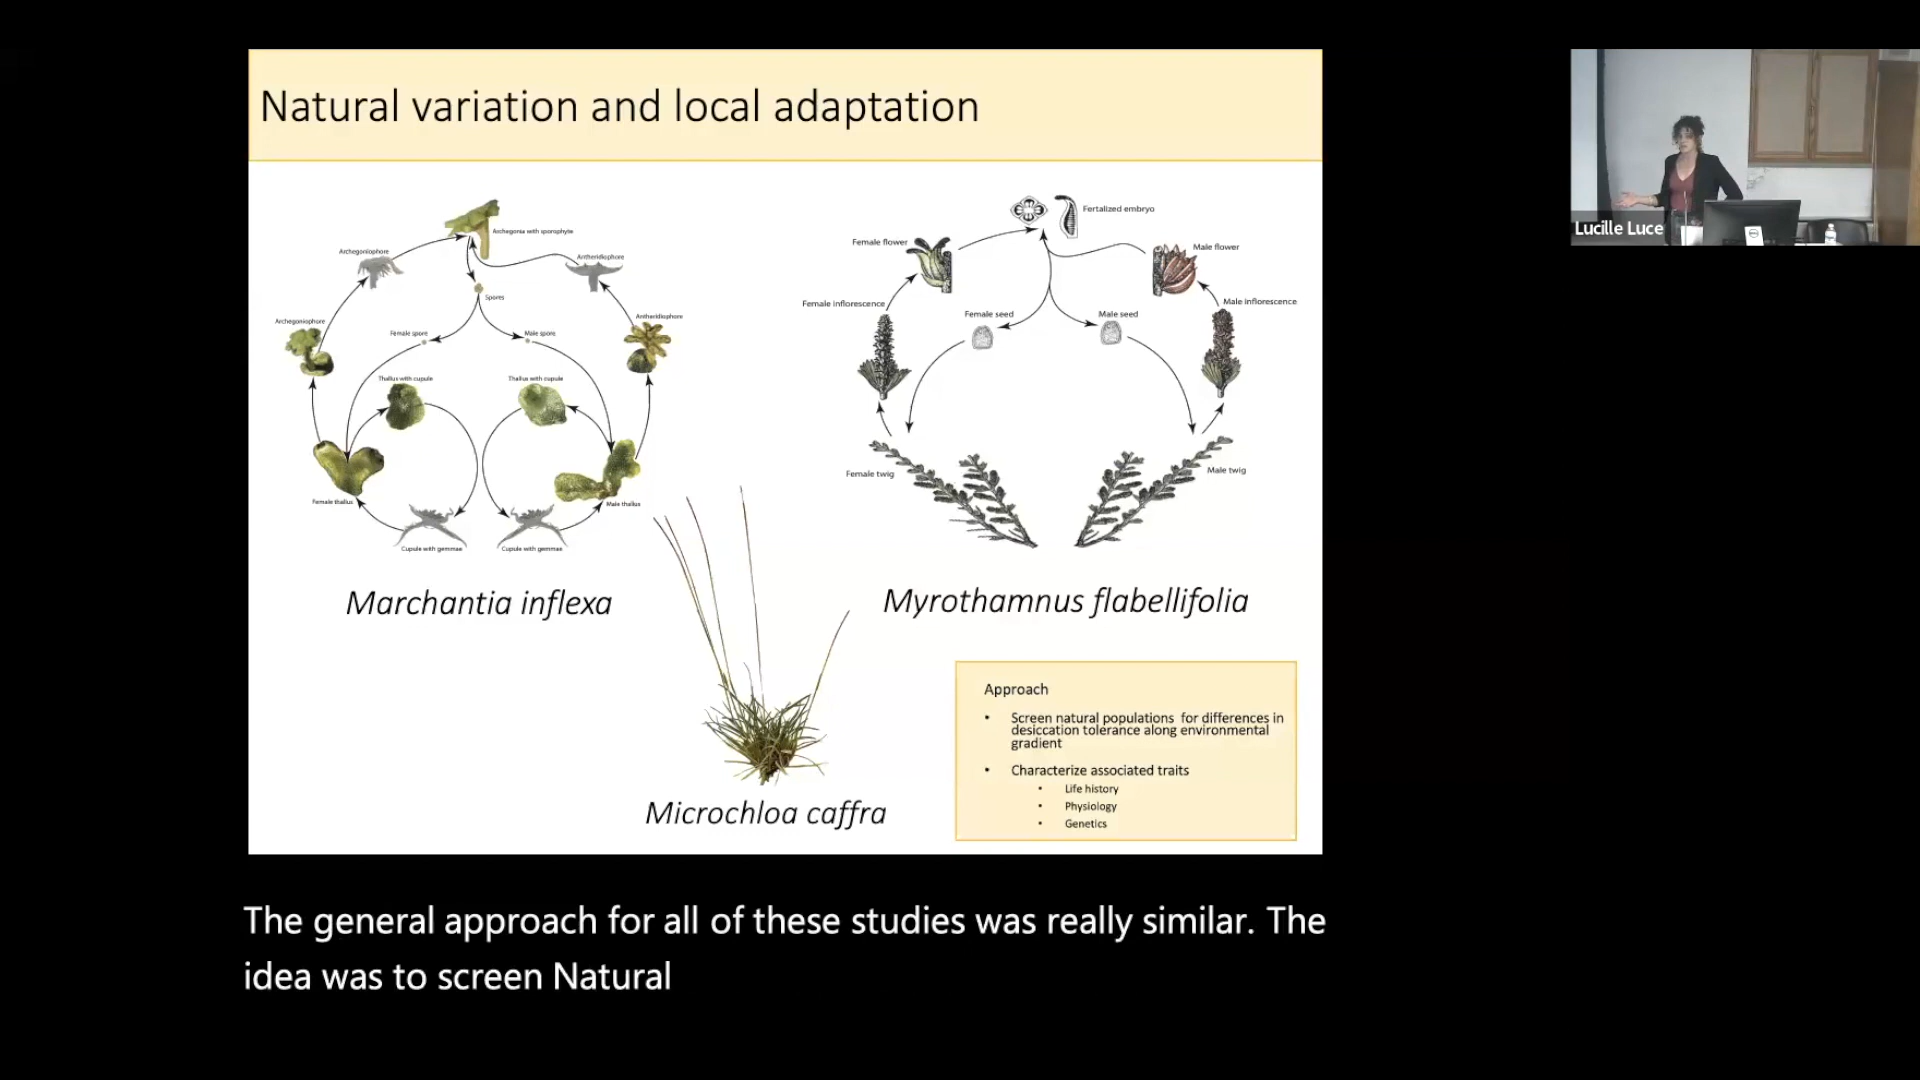 Natural variation and local adaptation
Lucille Luce
Archegonia with sporophyte
Archegoniophore
Antheridiophore
Spores
Archegoniophore
Antheridiophore
Female spore
Male spore
Thallus with cupule
Thallus with cupule
Female thallus
Male thallus
Cupule with gemmae
Cupule with gemmae
Marchantia inflexa
Fertalized embryo
Female flower
Male flower
Female inflorescence
Male inflorescence
Female seed
Male seed
Female twig
Male twig
Myrothamnus flabellifolia
Microchloa caffra
Approach
• Screen natural populations for differences in
desiccation tolerance along environmental
gradient
• Characterize associated traits
• Life history
• Physiology
• Genetics
The general approach for all of these studies was really similar. The
idea was to screen Natural